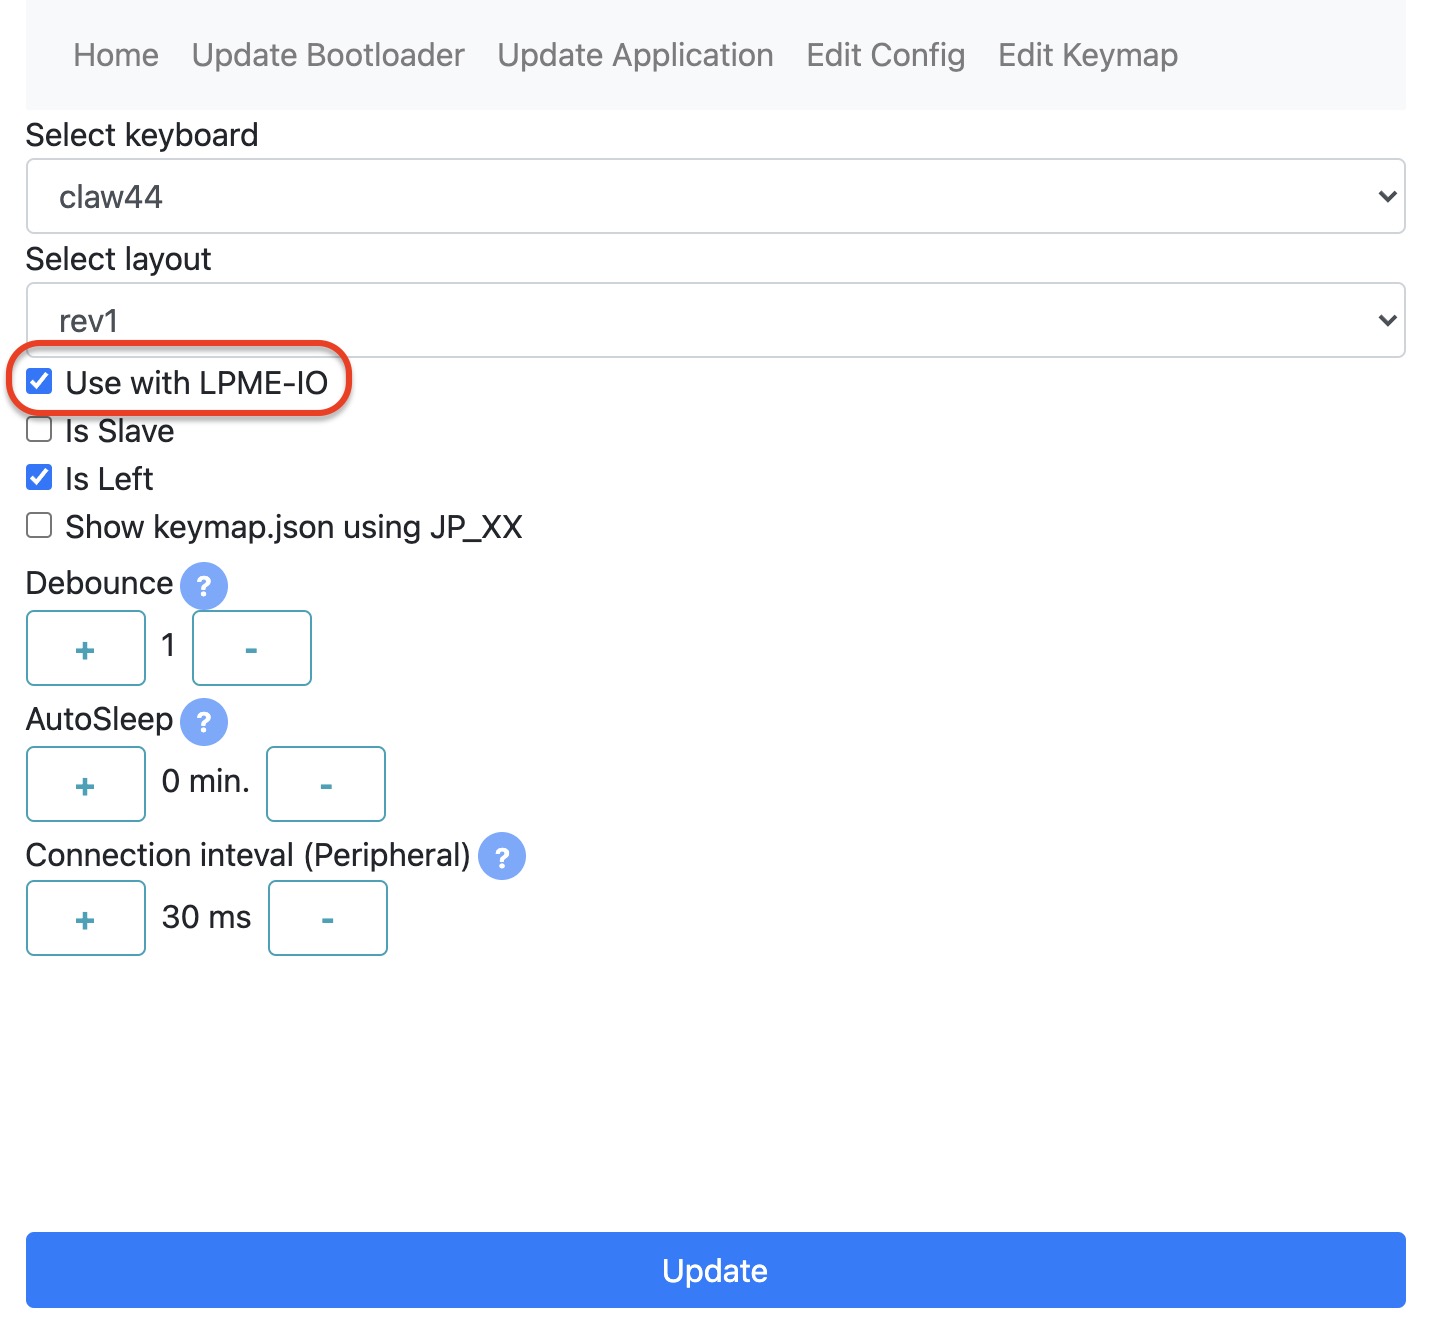 Home Update Bootloader Update Application Edit Config Edit Keymap
Select keyboard
claw44
Select layout
rev1
Use with LPME-IO
Is Slave
Is Left
Show keymap.json using JP_XX
Debounce ?
+ 1 -
AutoSleep ?
+ 0 min. -
Connection inteval (Peripheral) ?
+ 30 ms -
Update